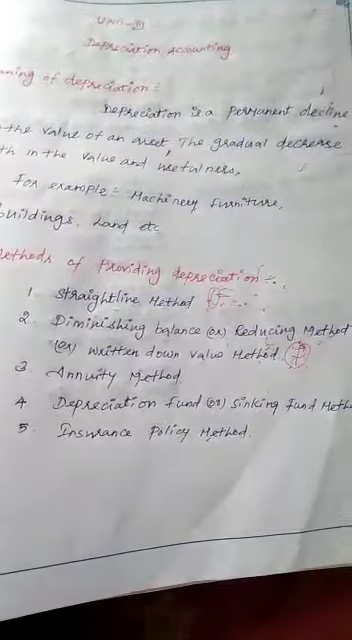 UNIT-III
Depreciation Accounting
aning of depreciation:
Depreciation is a permanent decline
the value of an asset, The gradual decrease
th in the value and usefulness,
For example:- Machinery Furniture,
buildings, Land etc
ethods of Providing depreciation:-
1 Straightline Method
2. Diminishing balance (or) Reducing Method
(or) written down value Method
3 Annuity Method
4 Depreciation fund (or) Sinking Fund Meth
5. Insurance Policy Method.